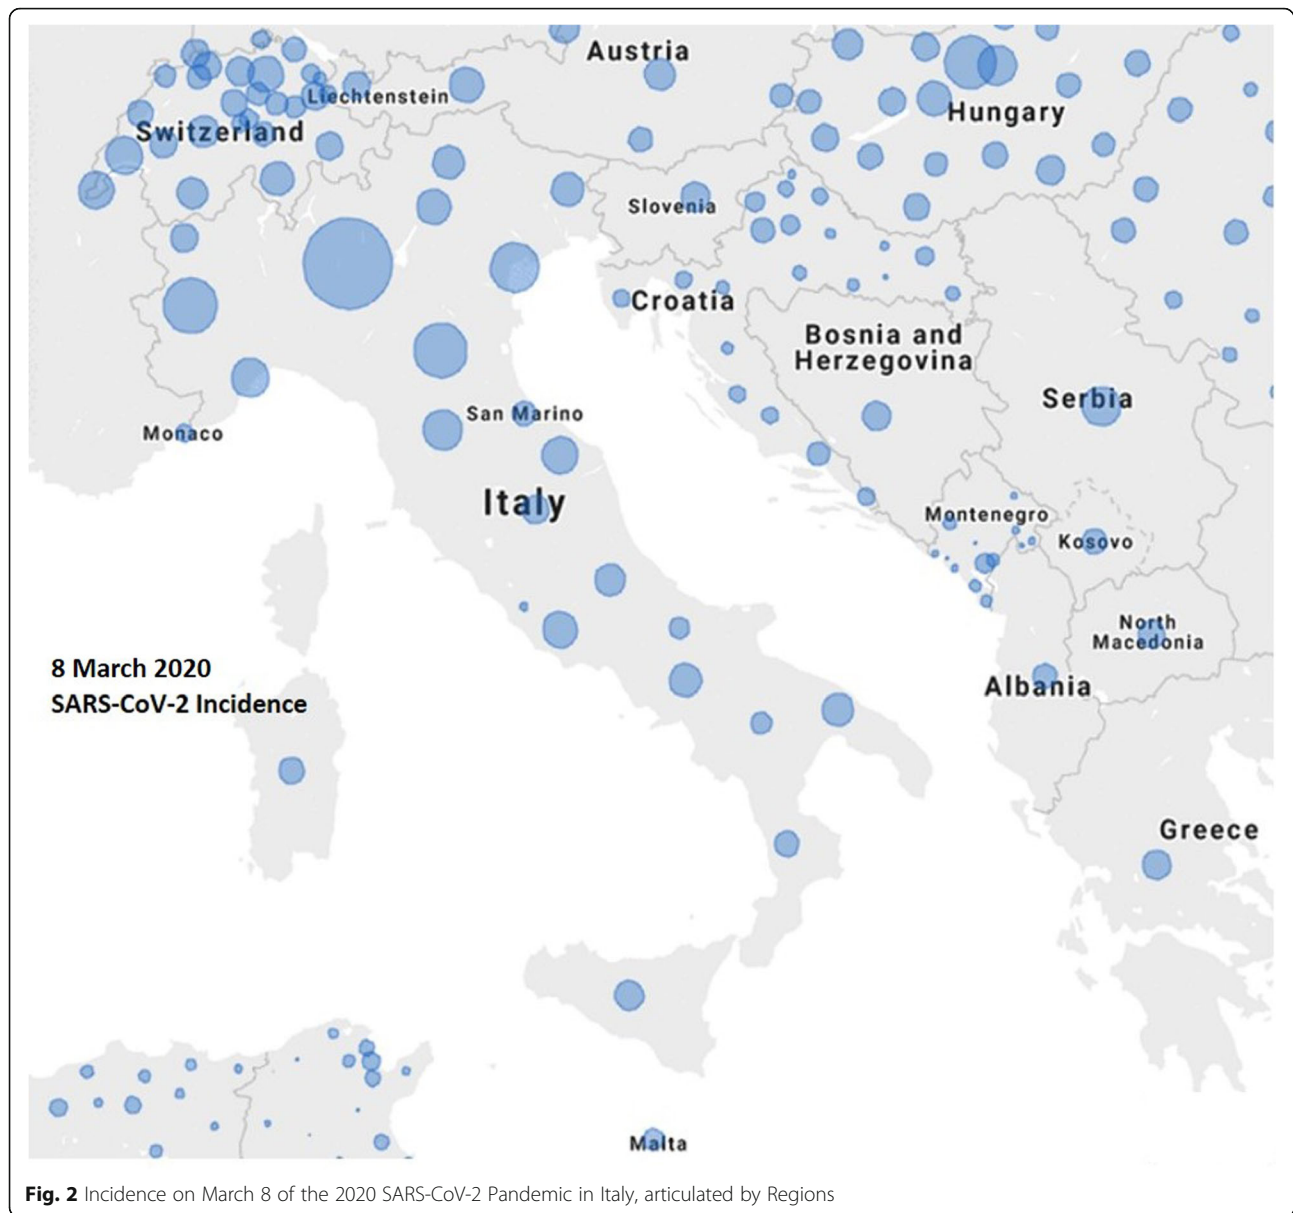 Austria
Liechtenstein
Hungary
Switzerland
Slovenia
Croatia
Bosnia and
Herzegovina
Serbia
San Marino
Monaco
Italy
Montenegro
Kosovo
North
Macedonia
8 March 2020
SARS-CoV-2 Incidence
Albania
Greece
Malta
Fig. 2 Incidence on March 8 of the 2020 SARS-CoV-2 Pandemic in Italy, articulated by Regions